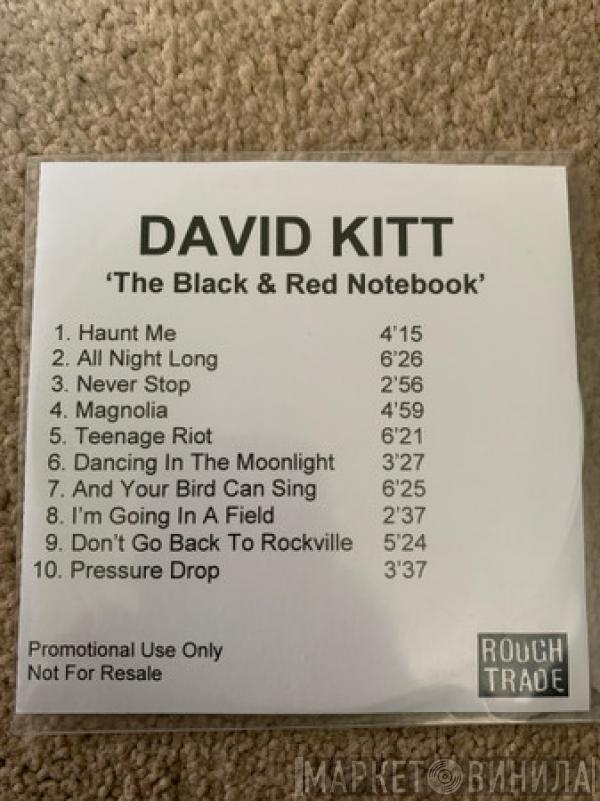 DAVID KITT
‘The Black & Red Notebook’
1. Haunt Me 4'15
2. All Night Long 6'26
3. Never Stop 2'56
4. Magnolia 4'59
5. Teenage Riot 6'21
6. Dancing In The Moonlight 3'27
7. And Your Bird Can Sing 6'25
8. I'm Going In A Field 2'37
9. Don't Go Back To Rockville 5'24
10. Pressure Drop 3'37
Promotional Use Only
Not For Resale
ROUGH
TRADE
МАРКЕТ ВИНИЛА